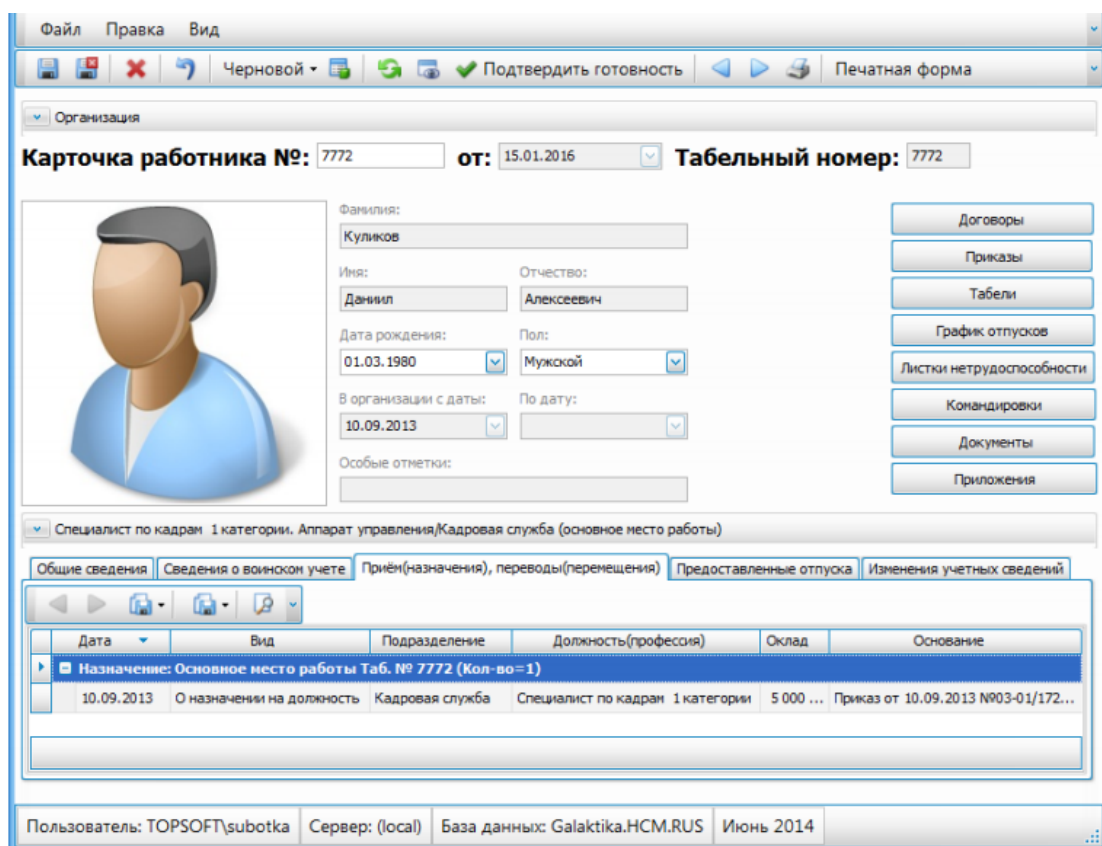 Файл Правка Вид
Черновой Подтвердить готовность Печатная форма
Организация
Карточка работника №: 7772 от: 15.01.2016 Табельный номер: 7772
Фамилия:
Куликов
Имя: Отчество:
Даниил Алексеевич
Дата рождения: Пол:
01.03.1980 Мужской
В организации с даты: По дату:
10.09.2013
Особые отметки:
Договоры
Приказы
Табели
График отпусков
Листки нетрудоспособности
Командировки
Документы
Приложения
Специалист по кадрам 1 категории. Аппарат управления/Кадровая служба (основное место работы)
Общие сведения Сведения о воинском учете Приём(назначения), переводы(перемещения) Предоставленные отпуска Изменения учетных сведений
Дата Вид Подразделение Должность(профессия) Оклад Основание
Назначение: Основное место работы Таб. № 7772 (Кол-во=1)
10.09.2013 О назначении на должность Кадровая служба Специалист по кадрам 1 категории 5 000 ... Приказ от 10.09.2013 №03-01/172...
Пользователь: TOPSOFT\subotka Сервер: (local) База данных: Galaktika.HCM.RUS Июнь 2014